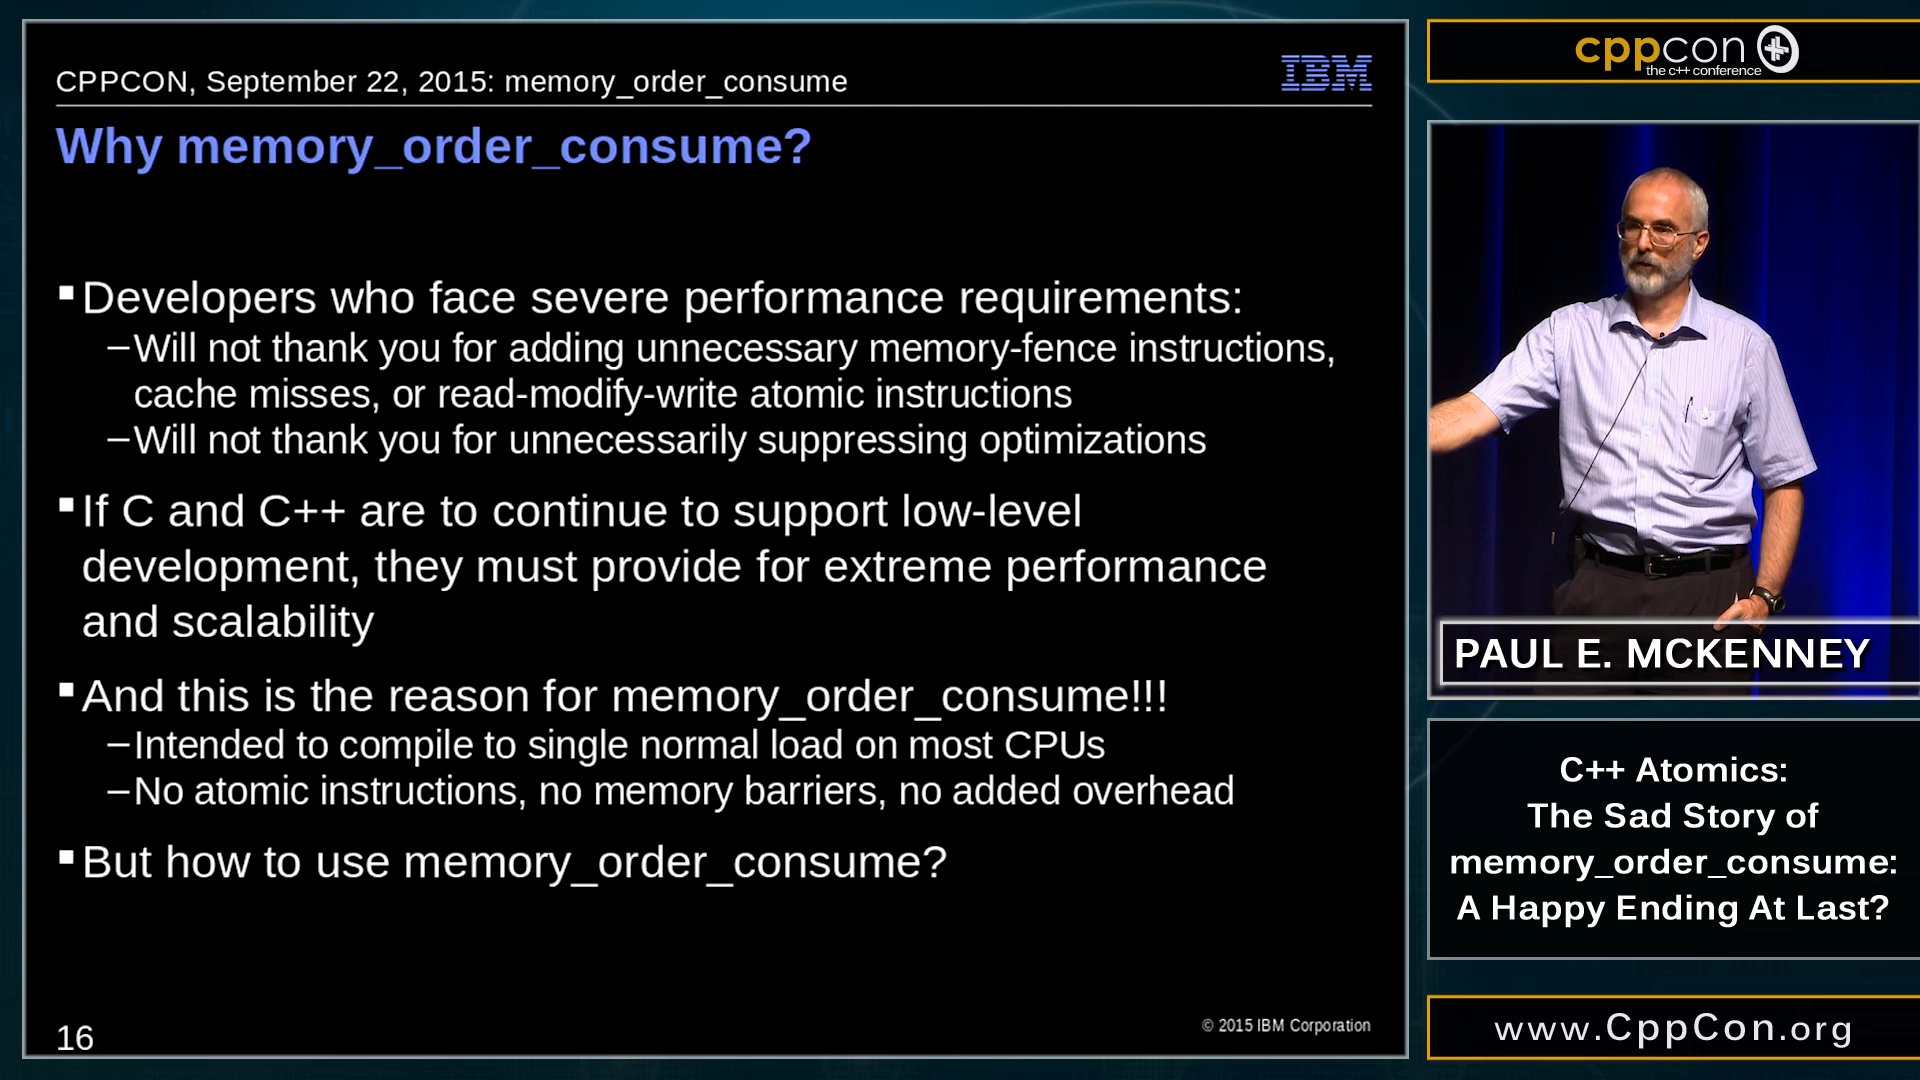 CPPCON, September 22, 2015: memory_order_consume
IBM
Why memory_order_consume?
▪Developers who face severe performance requirements:
–Will not thank you for adding unnecessary memory-fence instructions,
cache misses, or read-modify-write atomic instructions
–Will not thank you for unnecessarily suppressing optimizations
▪If C and C++ are to continue to support low-level
development, they must provide for extreme performance
and scalability
▪And this is the reason for memory_order_consume!!!
–Intended to compile to single normal load on most CPUs
–No atomic instructions, no memory barriers, no added overhead
▪But how to use memory_order_consume?
16
© 2015 IBM Corporation
cppcon
the c++ conference
PAUL E. MCKENNEY
C++ Atomics:
The Sad Story of
memory_order_consume:
A Happy Ending At Last?
www.CppCon.org